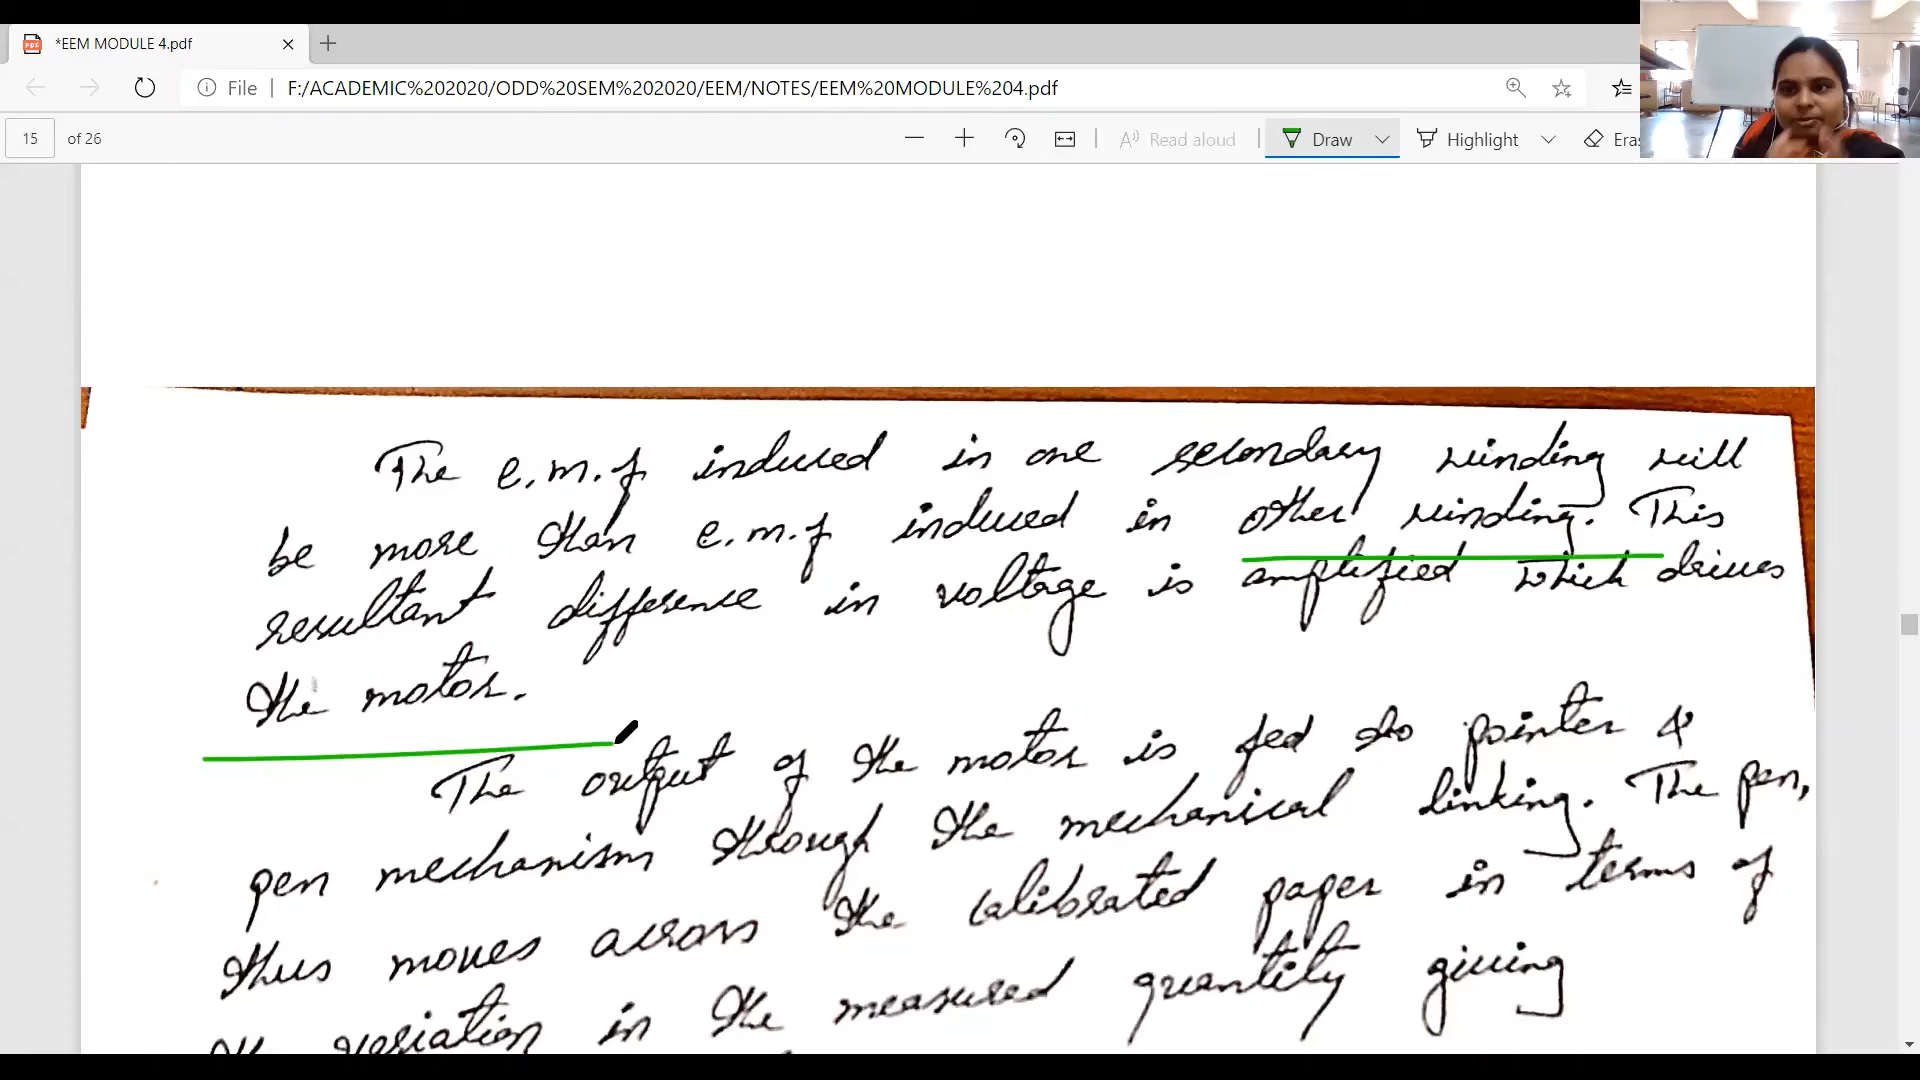 *EEM MODULE 4.pdf
File F:/ACADEMIC%202020/ODD%20SEM%202020/EEM/NOTES/EEM%20MODULE%204.pdf
15 of 26 Read aloud Draw Highlight Eras
The e.m.f induced in one secondary winding will
be more than e.m.f induced in other winding. This
resultant difference in voltage is amplified which drives
the motor.
The output of the motor is fed to pointer &
pen mechanism through the mechanical linking. The pen,
thus moves across the calibrated paper in terms of
the variation in the measured quantity giving